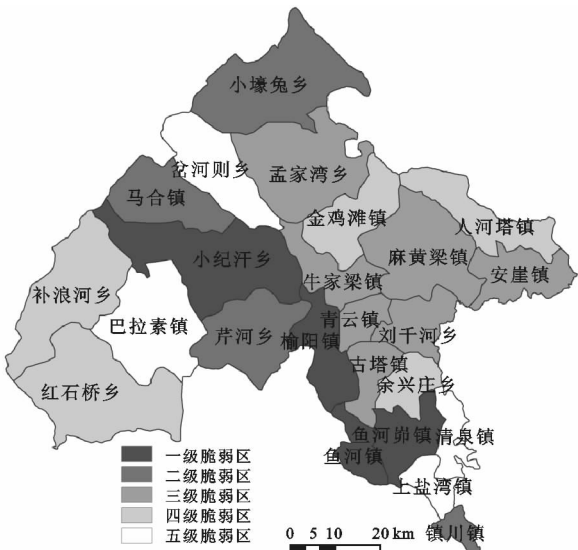 小壕兔乡
岔河则乡
孟家湾乡
马合镇
金鸡滩镇
人河塔镇
小纪汗乡
麻黄梁镇
牛家梁镇
安崖镇
补浪河乡
巴拉素镇
芹河乡
榆阳镇
青云镇
刘千河乡
古塔镇
红石桥乡
余兴庄乡
鱼河峁镇
清泉镇
鱼河镇
上盐湾镇
镇川镇
一级脆弱区
二级脆弱区
三级脆弱区
四级脆弱区
五级脆弱区
0 5 10 20 km